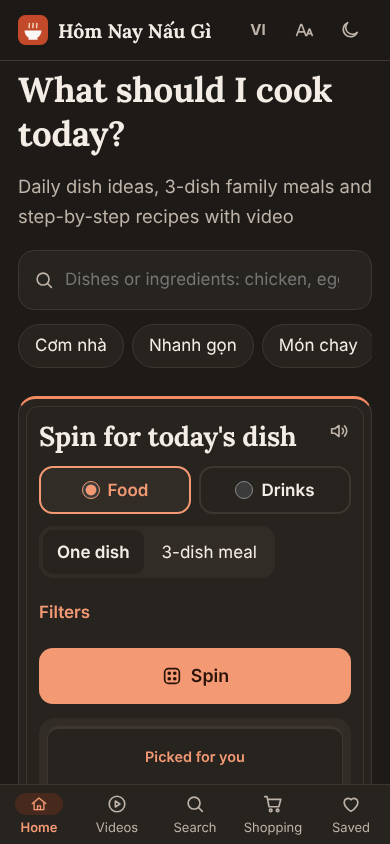 Hôm Nay Nấu Gì
VI
AA
What should I cook
today?
Daily dish ideas, 3-dish family meals and
step-by-step recipes with video
Dishes or ingredients: chicken, eg
Cơm nhà
Nhanh gọn
Món chay
Spin for today's dish
Food
Drinks
One dish
3-dish meal
Filters
Spin
Picked for you
Home
Videos
Search
Shopping
Saved